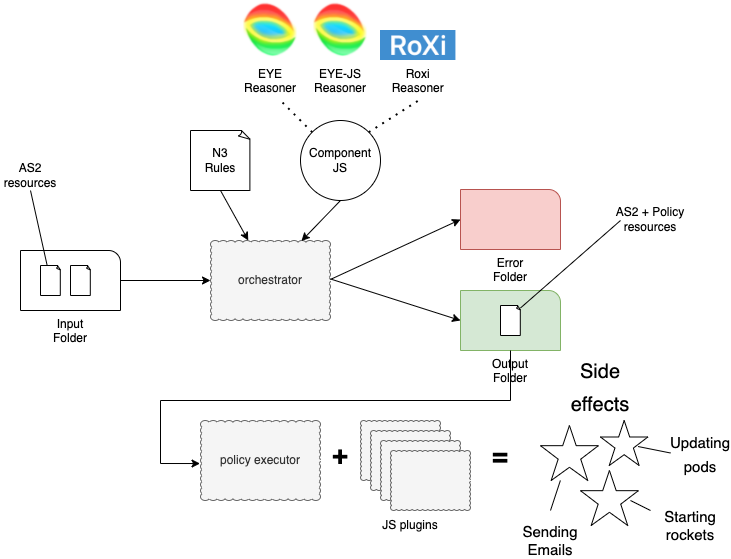 RoXi
EYE
Reasoner
EYE-JS
Reasoner
Roxi
Reasoner
N3
Rules
Component
JS
AS2
resources
AS2 + Policy
resources
orchestrator
Error
Folder
Input
Folder
Output
Folder
Side
effects
policy executor
+
=
JS plugins
Updating
pods
Sending
Emails
Starting
rockets